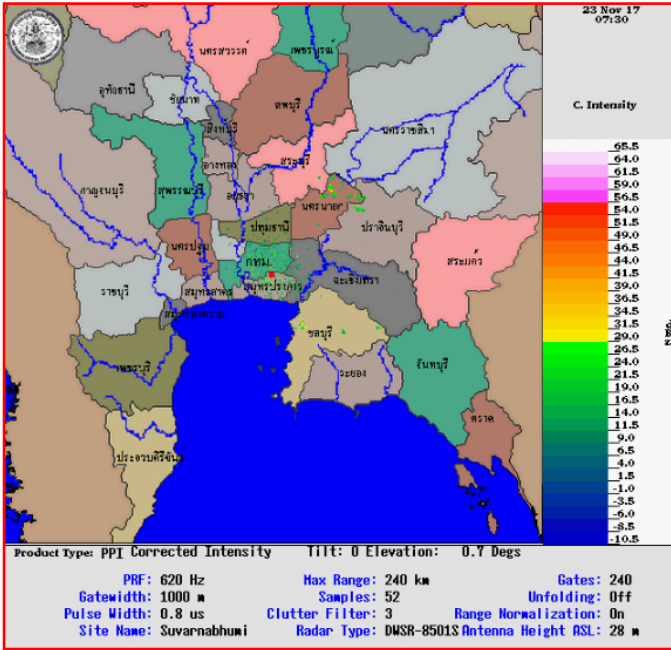 23 Nov 17
07:30
C. Intensity
นครสวรรค์
เพชรบูรณ์
อุทัยธานี
ชัยนาท
ลพบุรี
สิงห์บุรี
นครราชสีมา
อ่างทอง
สระบุรี
กาญจนบุรี
สุพรรณบุรี
อยุธยา
นครนายก
ปราจีนบุรี
ปทุมธานี
นครปฐม
สระแก้ว
กทม.
ฉะเชิงเทรา
ราชบุรี
สมุทรสาคร
สมุทรปราการ
สมุทรสงคราม
ชลบุรี
เพชรบุรี
ระยอง
จันทบุรี
ตราด
ประจวบคีรีขันธ์
65.5
64.0
61.5
59.0
56.5
54.0
51.5
49.0
46.5
44.0
41.5
39.0
36.5
34.0
31.5
29.0
26.5
24.0
21.5
19.0
16.5
14.0
11.5
9.0
6.5
4.0
1.5
-1.0
-3.5
-6.0
-8.5
-10.5
Product Type: PPI Corrected Intensity Tilt: 0 Elevation: 0.7 Degs
PRF: 620 Hz Max Range: 240 km Gates: 240
Gatewidth: 1000 m Samples: 52 Unfolding: Off
Pulse Width: 0.8 us Clutter Filter: 3 Range Normalization: On
Site Name: Suvarnabhumi Radar Type: DWSR-8501S Antenna Height ASL: 28 m